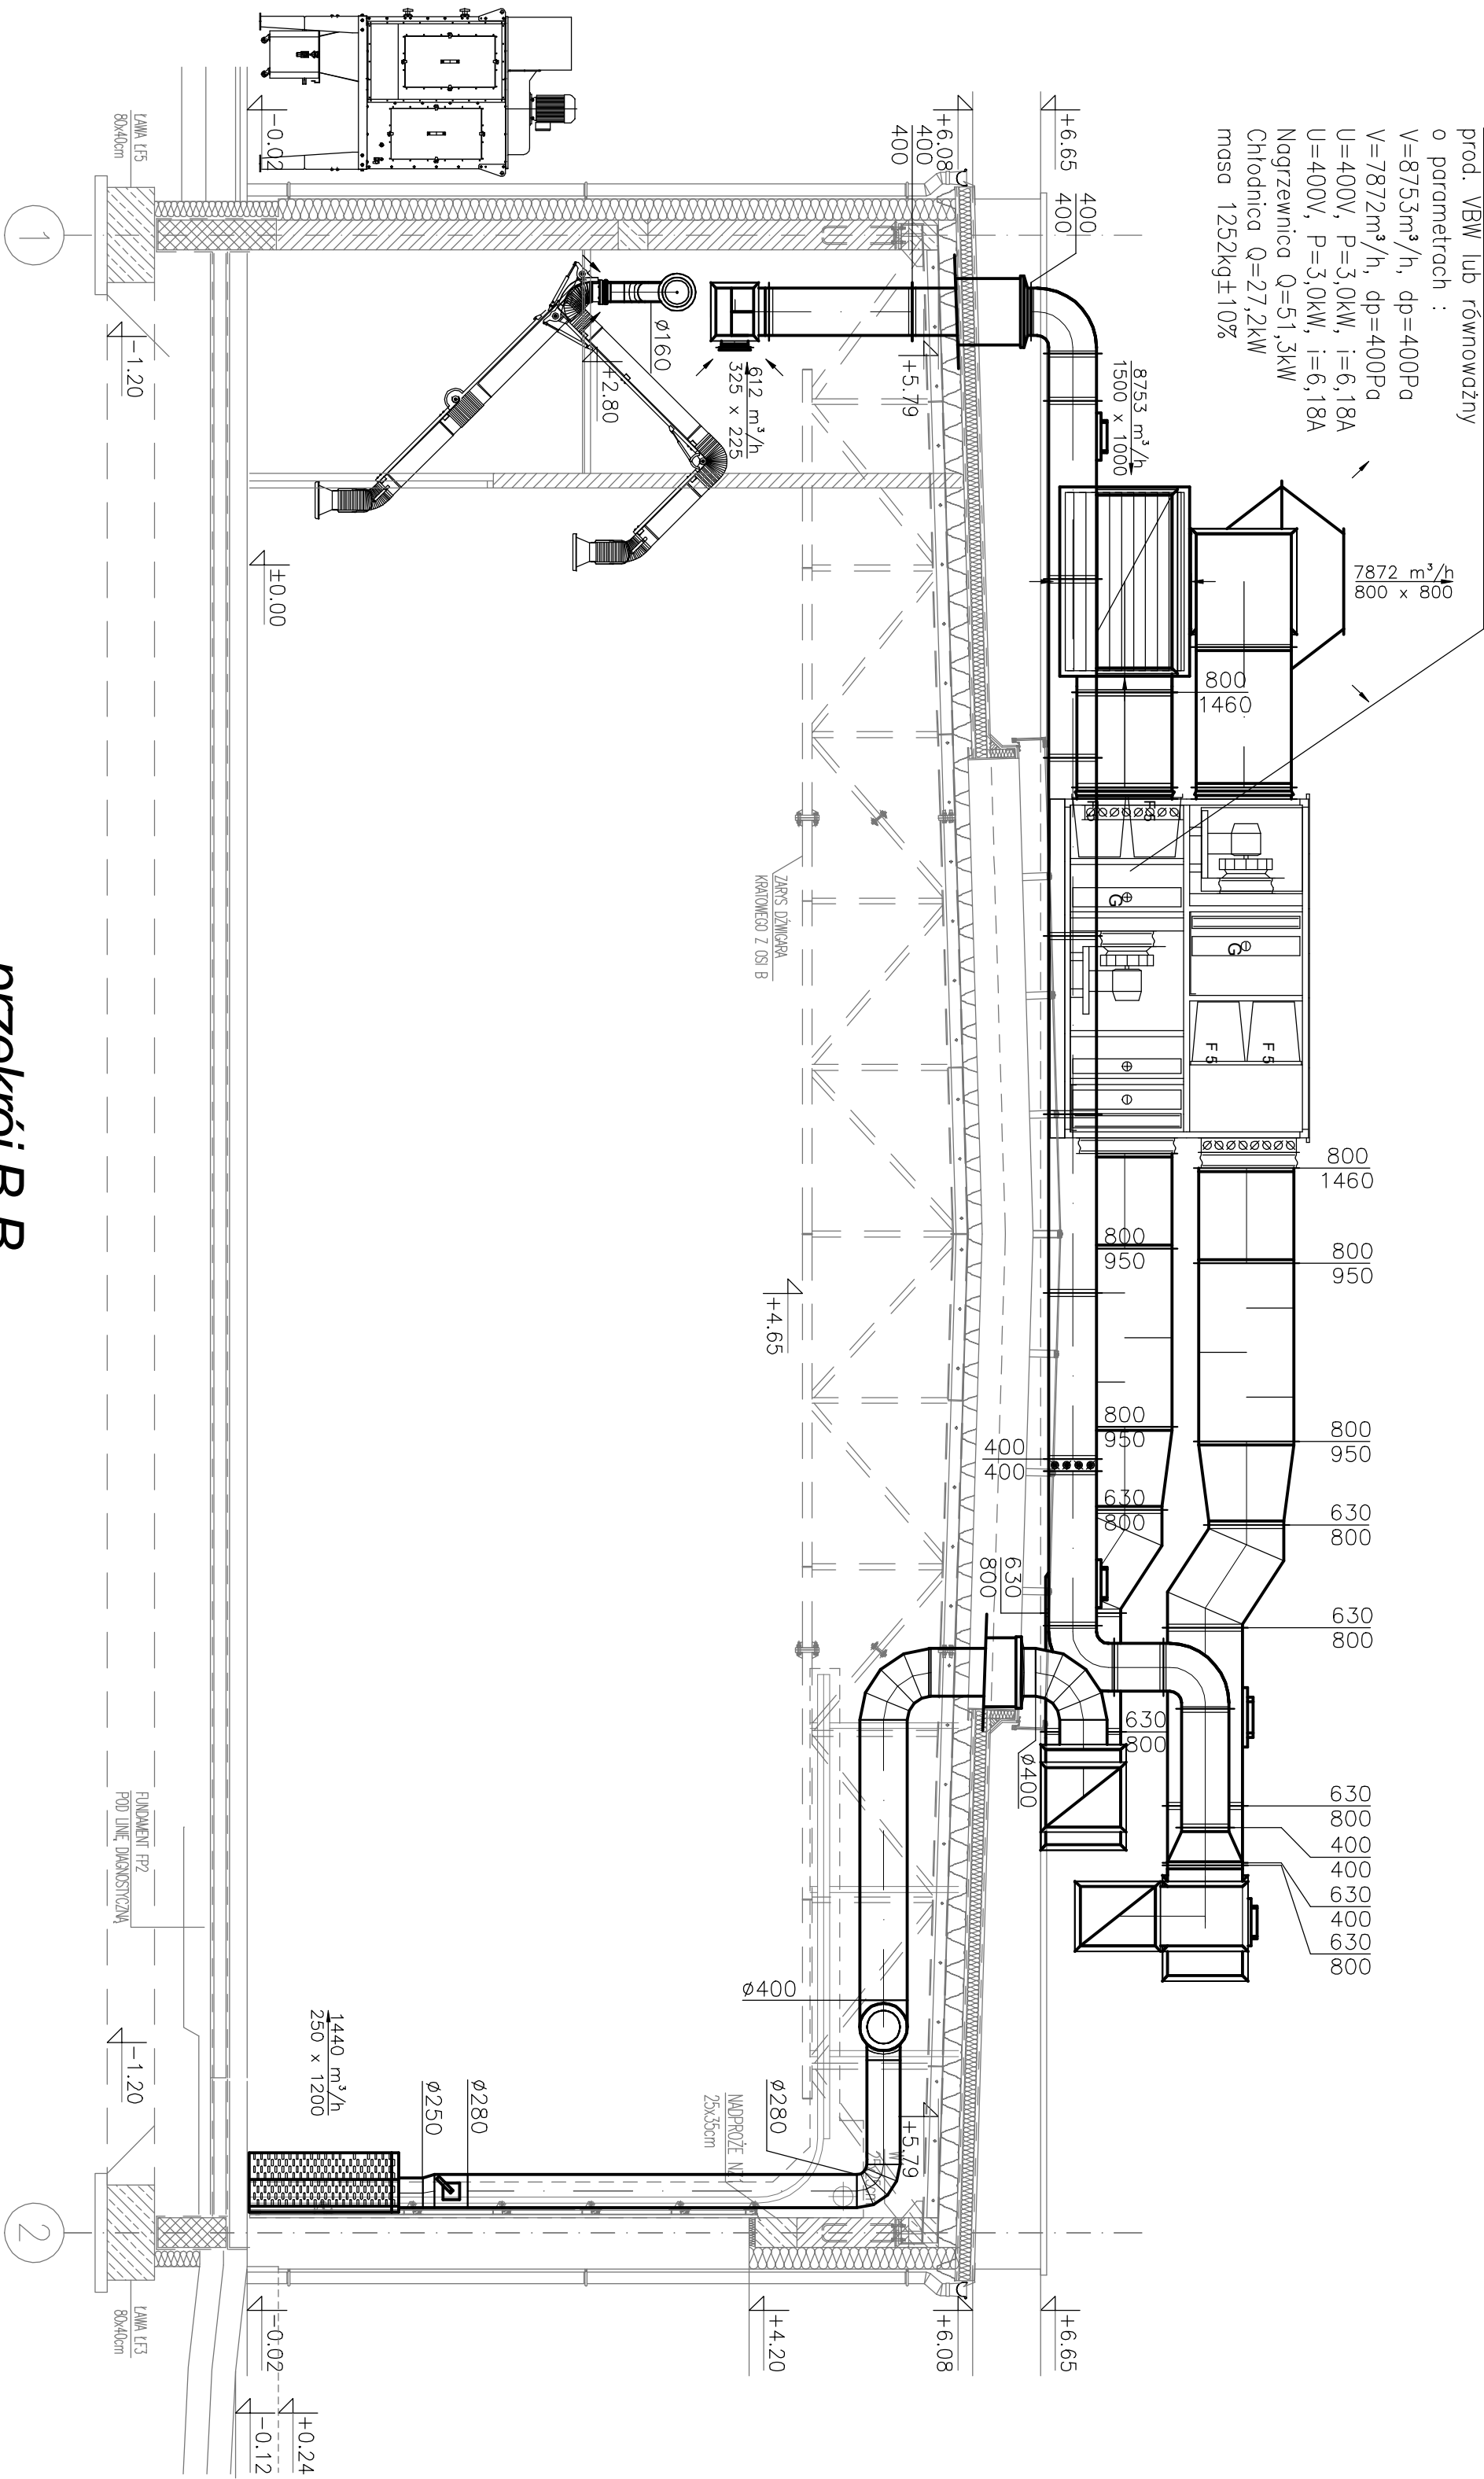 prod. VBW lub równoważny
o parametrach :
V=8753m³/h, dp=400Pa
V=7872m³/h, dp=400Pa
U=400V, P=3,0kW, i=6,18A
U=400V, P=3,0kW, i=6,18A
Nagrzewnica Q=51,3kW
Chłodnica Q=27,2kW
masa 1252kg±10%
7872 m³/h
800 x 800
8753 m³/h
1500 x 1000
800
1460
F5
F5
G
G
F5
F5
800
1460
800
950
800
950
630
800
630
800
630
800
400
400
630
400
630
800
800
950
800
950
630
800
400
400
630
800
630
800
ø400
+6.65
400
400
+6.08
400
400
+5.79
612 m³/h
325 x 225
ø160
+2.80
-0.02
±0.00
-1.20
ŁAWA ŁF5
80x40cm
1
ZARYS DŹWIGARA
KRATOWEGO Z OSI B
+4.65
ø400
ø280
+5.79
NADPROŻE NZ1
25x35cm
ø280
ø250
1440 m³/h
250 x 1200
FUNDAMENT FP2
POD LINIĘ DIAGNOSTYCZNĄ
-1.20
+6.65
+6.08
+4.20
-0.02
+0.24
-0.12
ŁAWA ŁF3
80x40cm
2
przekrój B-B